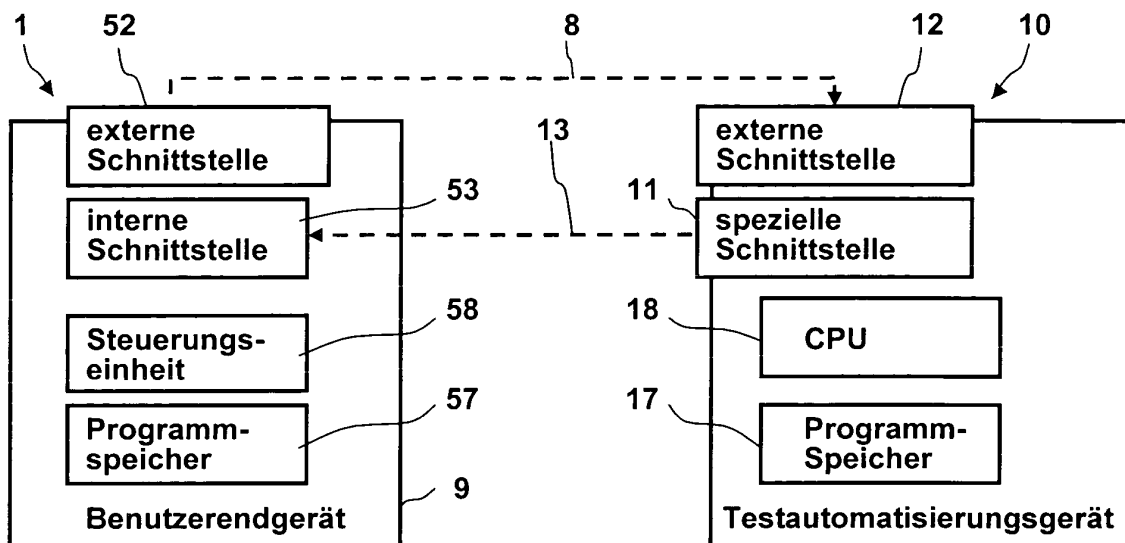 1
52
8
12
10
externe
Schnittstelle
13
externe
Schnittstelle
53
11
interne
Schnittstelle
spezielle
Schnittstelle
58
18
Steuerungs-
einheit
CPU
57
17
Programm-
speicher
Programm-
Speicher
9
Benutzerendgerät
Testautomatisierungsgerät